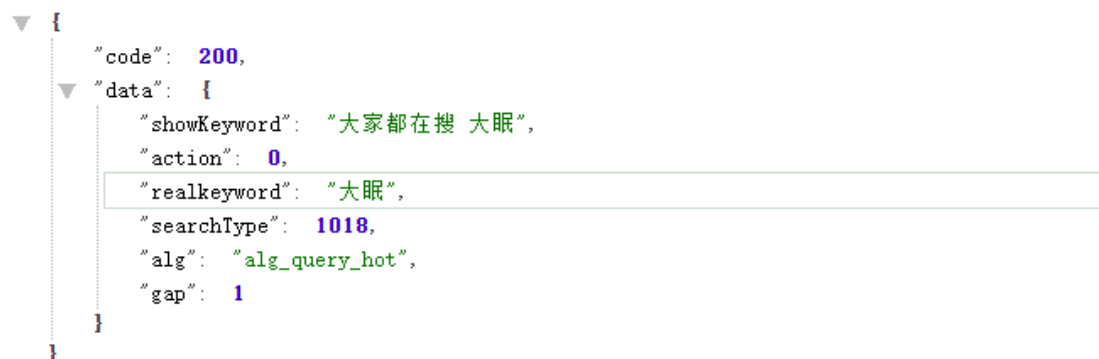 {
"code": 200,
"data": {
"showKeyword": "大家都在搜 大眠",
"action": 0,
"realkeyword": "大眠",
"searchType": 1018,
"alg": "alg_query_hot",
"gap": 1
}
}